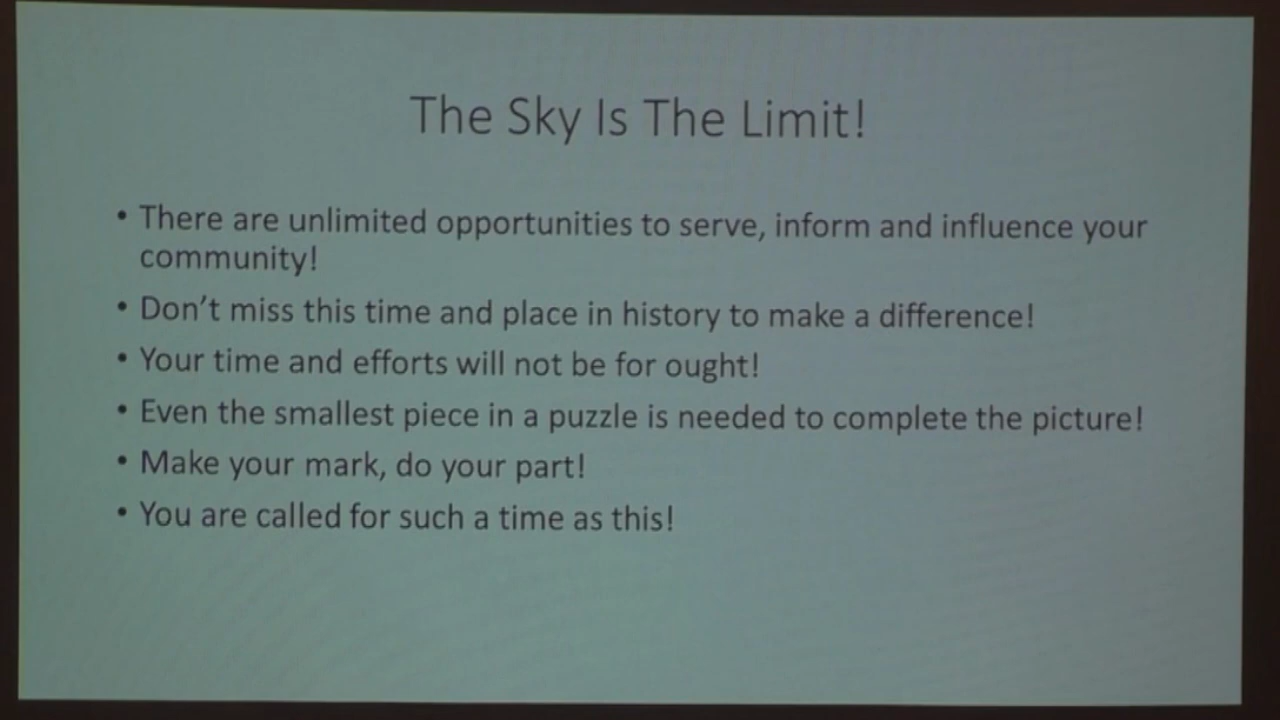 The Sky Is The Limit!
• There are unlimited opportunities to serve, inform and influence your
community!
• Don't miss this time and place in history to make a difference!
• Your time and efforts will not be for ought!
• Even the smallest piece in a puzzle is needed to complete the picture!
• Make your mark, do your part!
• You are called for such a time as this!